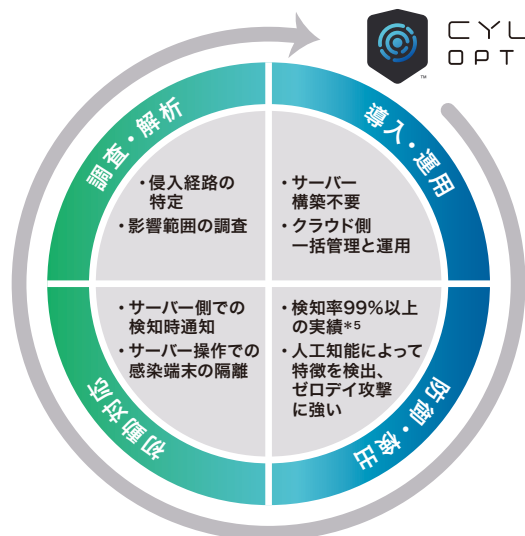 CYL
OPT
™
調査・解析
導入・運用
・侵入経路の
特定
・影響範囲の調査
・サーバー
構築不要
・クラウド側
一括管理と運用
・サーバー側での
検知時通知
・サーバー操作での
感染端末の隔離
・検知率99%以上
の実績*5
・人工知能によって
特徴を検出、
ゼロデイ攻撃
に強い
初動対応
防御・検出